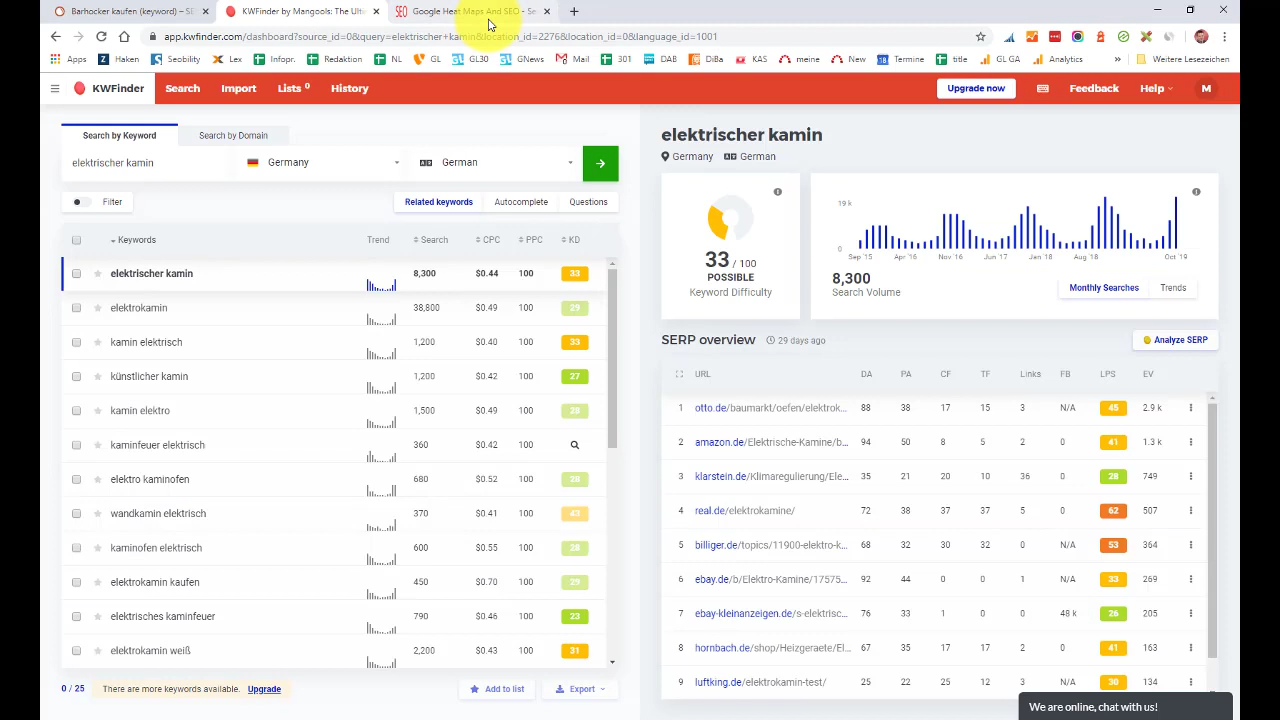 Barhocker kaufen (keyword) – SE
KWFinder by Mangools: The Ulti
SEO Google Heat Maps And SEO - Se
app.kwfinder.com/dashboard?source_id=0&query=elektrischer+kamin&location_id=2276&location_id=0&language_id=1001
Apps Haken Seobility Lex Infopr. Redaktion NL GL GL30 GNews Mail 301 DAB DiBa KAS meine New Termine title GL GA Analytics » Weitere Lesezeichen
KWFinder Search Import Lists 0 History Upgrade now Feedback Help M
Search by Keyword Search by Domain
elektrischer kamin Germany German
Filter Related keywords Autocomplete Questions
Keywords Trend Search CPC PPC KD
elektrischer kamin 8,300 $0.44 100 33
elektrokamin 38,800 $0.49 100 29
kamin elektrisch 1,200 $0.40 100 33
künstlicher kamin 1,200 $0.42 100 27
kamin elektro 1,500 $0.49 100 28
kaminfeuer elektrisch 360 $0.42 100
elektro kaminofen 680 $0.52 100 28
wandkamin elektrisch 370 $0.41 100 43
kaminofen elektrisch 600 $0.55 100 28
elektrokamin kaufen 450 $0.70 100 29
elektrisches kaminfeuer 790 $0.46 100 23
elektrokamin weiß 2,200 $0.43 100 31
0 / 25 There are more keywords available. Upgrade Add to list Export
elektrischer kamin
Germany German
33 / 100
POSSIBLE
Keyword Difficulty
19 k
0
Sep '15 Apr '16 Nov '16 Jun '17 Jan '18 Aug '18 Oct '19
8,300
Search Volume
Monthly Searches Trends
SERP overview 29 days ago Analyze SERP
URL DA PA CF TF Links FB LPS EV
1 otto.de/baumarkt/oefen/elektrok... 88 38 17 15 3 N/A 45 2.9 k
2 amazon.de/Elektrische-Kamine/b... 94 50 8 5 2 0 41 1.3 k
3 klarstein.de/Klimaregulierung/Ele... 35 21 20 10 36 0 28 749
4 real.de/elektrokamine/ 72 38 37 37 5 0 62 507
5 billiger.de/topics/11900-elektro-k... 68 32 30 32 0 N/A 53 364
6 ebay.de/b/Elektro-Kamine/17575... 92 44 0 0 1 N/A 33 269
7 ebay-kleinanzeigen.de/s-elektrisc... 76 33 1 0 0 48 k 26 205
8 hornbach.de/shop/Heizgeraete/El... 67 35 17 17 2 0 41 163
9 luftking.de/elektrokamin-test/ 25 22 25 12 3 N/A 30 134
We are online, chat with us!